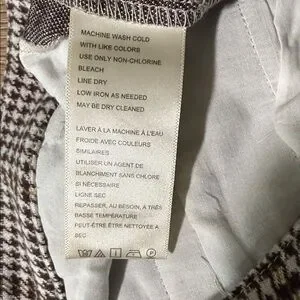 MACHINE WASH COLD
WITH LIKE COLORS
USE ONLY NON-CHLORINE
BLEACH
LINE DRY
LOW IRON AS NEEDED
MAY BE DRY CLEANED
LAVER À LA MACHINE À L'EAU
FROIDE AVEC COULEURS
SIMILAIRES
UTILISER UN AGENT DE
BLANCHIMENT SANS CHLORE
SI NÉCESSAIRE
LIGNE SEC
REPASSER, AU BESOIN, À TRÈS
BASSE TEMPÉRATURE
PEUT-ÊTRE ÊTRE NETTOYÉE A
SEC
P